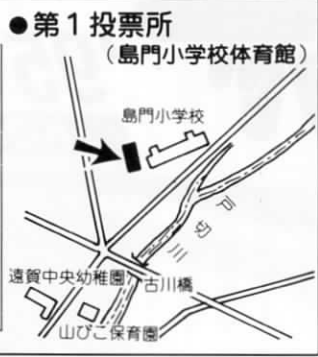 ●第1投票所
（島門小学校体育館）
島門小学校
戸切川
遠賀中央幼稚園
古川橋
山びこ保育園